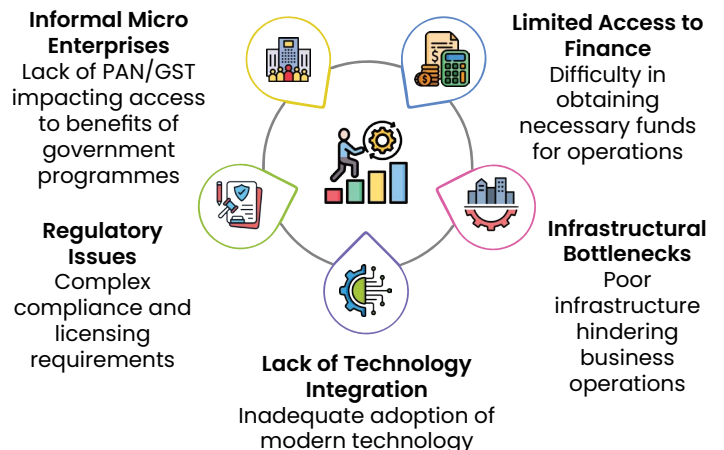 Informal Micro
Enterprises
Lack of PAN/GST
impacting access
to benefits of
government
programmes
Limited Access to
Finance
Difficulty in
obtaining
necessary funds
for operations
Regulatory
Issues
Complex
compliance and
licensing
requirements
Infrastructural
Bottlenecks
Poor
infrastructure
hindering
business
operations
Lack of Technology
Integration
Inadequate adoption of
modern technology